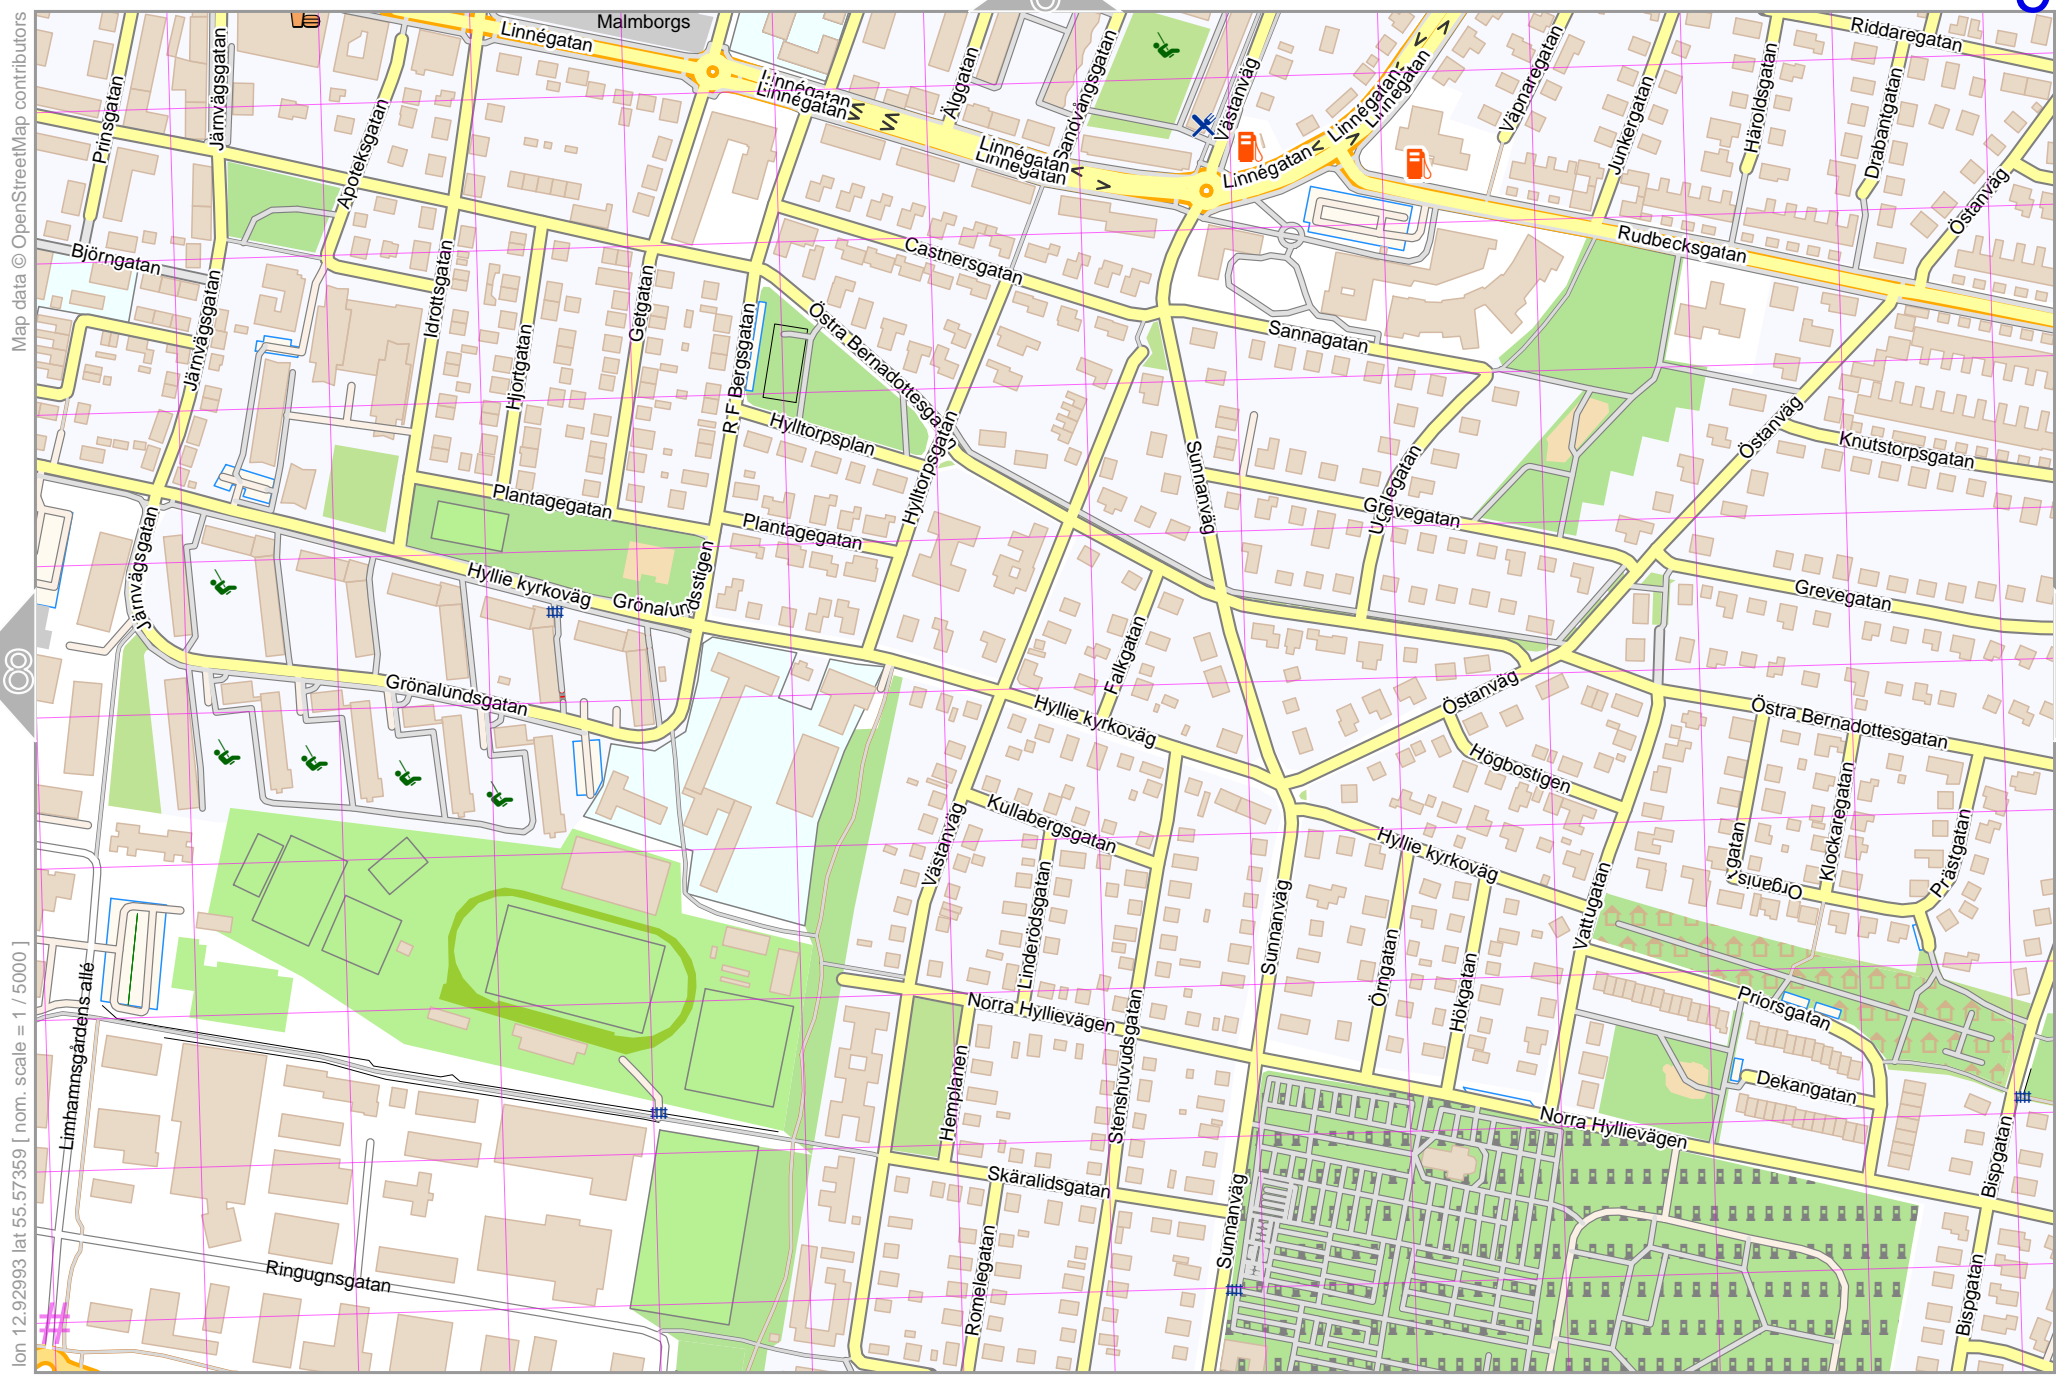 Map data © OpenStreetMap contributors
lon 12.92993 lat 55.57359 [ nom. scale = 1 / 5000 ]
8
Malmborgs
Linnégatan
Riddaregatan
Prinsgatan
Järnvägsgatan
Apoteksgatan
Linnégatan
Linnégatan
Älggatan
Sandvångsgatan
Västanväg
Linnégatan
Linnégatan
Vapnaregatan
Junkergatan
Häroldsgatan
Drabantgatan
Linnégatan
Linnégatan
Linnégatan
Östanväg
Björngatan
Castnersgatan
Rudbecksgatan
Järnvägsgatan
Idrottsgatan
Hjortgatan
Getgatan
R F Bergsgatan
Östra Bernadottesgatan
Sannagatan
Hylltorpsplan
Hylltorpsgatan
Östanväg
Knutstorpsgatan
Sunnanväg
Ugglegatan
Grevegatan
Plantagegatan
Plantagegatan
Järnvägsgatan
Hyllie kyrkoväg
Grönalundsstigen
Grevegatan
Falkgatan
Grönalundsgatan
Hyllie kyrkoväg
Östanväg
Östra Bernadottesgatan
Högbostigen
Västanväg
Kullabergsgatan
Hyllie kyrkoväg
Klockaregatan
Prästgatan
Linderödsgatan
Sunnanväg
Örngatan
Hökgatan
Vattugatan
Limhamnsgårdens allé
Norra Hyllievägen
Priorsgatan
Hemplanen
Stenshuvudsgatan
Dekangatan
Norra Hyllievägen
Bispgatan
Skäralidsgatan
Sunnanväg
Romelegatan
Ringugnsgatan
Bispgatan